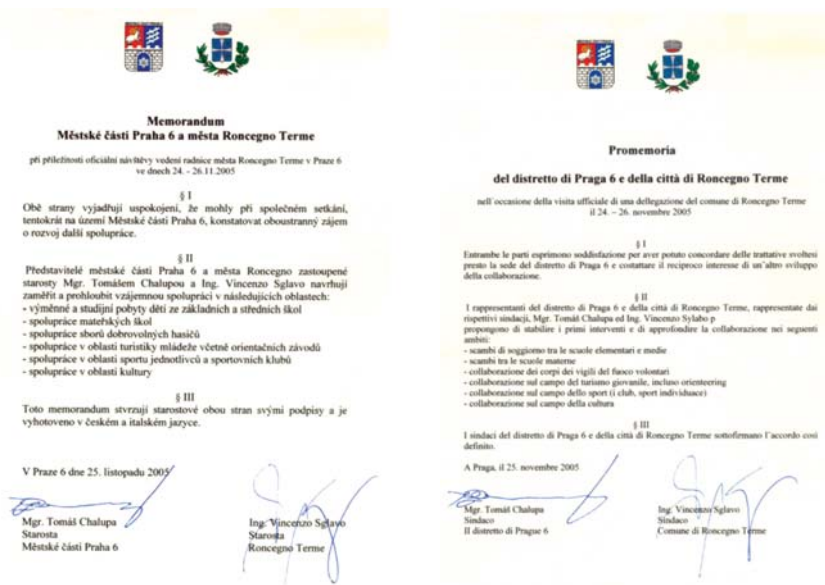 Memorandum
Městské části Praha 6 a města Roncegno Terme
při příležitosti oficiální návštěvy vedení radnice města Roncegno Terme v Praze 6
ve dnech 24. - 26.11.2005
§ I
Obě strany vyjadřují uspokojení, že mohly při společném setkání,
tentokrát na území Městské části Praha 6, konstatovat oboustranný zájem
o rozvoj další spolupráce.
§ II
Představitelé městské části Praha 6 a města Roncegno zastoupené
starosty Mgr. Tomášem Chalupou a Ing. Vincenzo Sglavo navrhují
zaměřit a prohloubit vzájemnou spolupráci v následujících oblastech:
- výměnné a studijní pobyty dětí ze základních a středních škol
- spolupráce mateřských škol
- spolupráce sborů dobrovolných hasičů
- spolupráce v oblasti turistiky mládeže včetně orientačních závodů
- spolupráce v oblasti sportu jednotlivců a sportovních klubů
- spolupráce v oblasti kultury
§ III
Toto memorandum stvrzují starostové obou stran svými podpisy a je
vyhotoveno v českém a italském jazyce.
V Praze 6 dne 25. listopadu 2005
Mgr. Tomáš Chalupa
Starosta
Městské části Praha 6
Ing. Vincenzo Sglavo
Starosta
Roncegno Terme
Promemoria
del distretto di Praga 6 e della città di Roncegno Terme
nell'occasione della visita ufficiale di una dellegazione del comune di Roncegno Terme
il 24. – 26. novembre 2005
§ I
Entrambe le parti esprimono soddisfazione per aver potuto concordare delle trattative svoltesi
presto la sede del distretto di Praga 6 e costattare il reciproco interesse di un'altro sviluppo
della collaborazione.
§ II
I rappresentanti del distretto di Praga 6 e della città di Roncegno Terme, rappresentate dai
rispettivi sindacji, Mgr. Tomáš Chalupa ed Ing. Vincenzo Sylabo p
propongono di stabilire i primi interventi e di approfondire la collaborazione nei seguenti
ambiti:
- scambi di soggiorno tra le scuole elementari e medie
- scambi tra le scuole materne
- collaborazione dei corpi dei vigili del fuoco volontari
- collaborazione sul campo del turismo giovanile, incluso orienteering
- collaborazione sul campo dello sport (i club, sport individuace)
- collaborazione sul campo della cultura
§ III
I sindaci del distretto di Praga 6 e della città di Roncegno Terme sottofirmano l'accordo così
definito.
A Praga, il 25. novembre 2005
Mgr. Tomáš Chalupa
Sindaco
Il distretto di Prague 6
Ing. Vincenzo Sglavo
Sindaco
Comune di Roncegno Terme